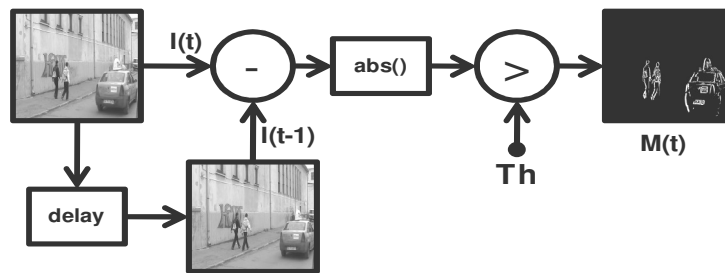 I(t)
-
abs()
>
I(t-1)
M(t)
Th
delay